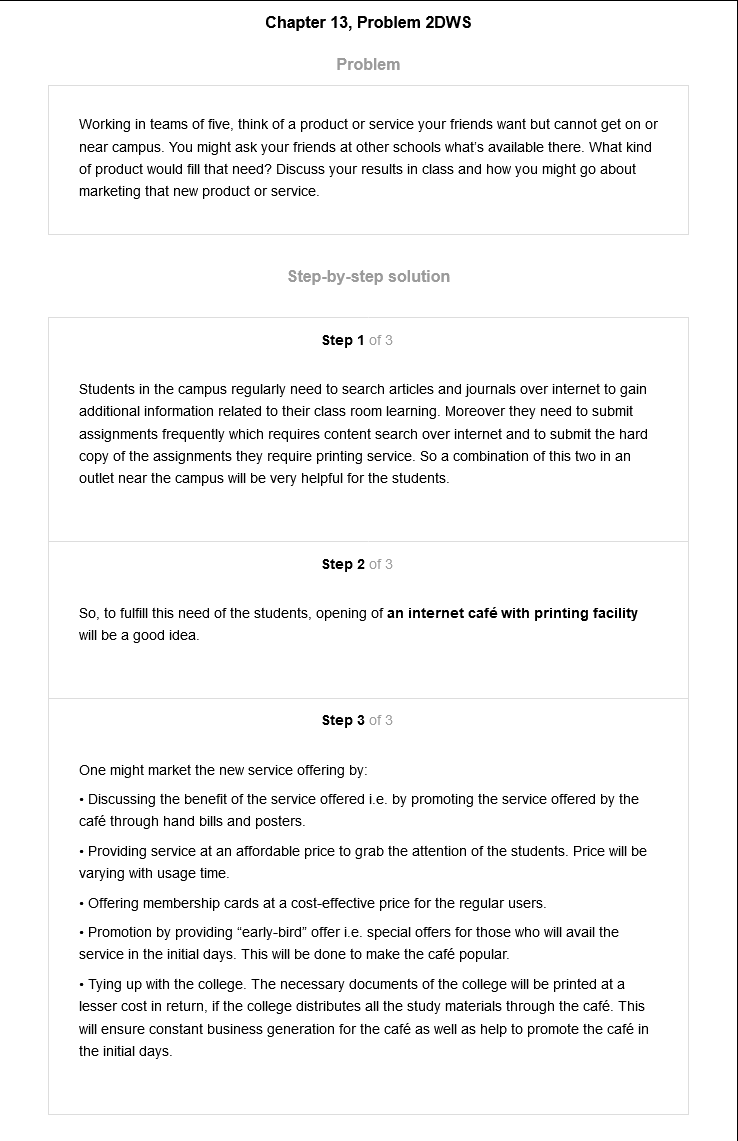 Chapter 13, Problem 2DWS
Problem
Working in teams of five, think of a product or service your friends want but cannot get on or
near campus. You might ask your friends at other schools what's available there. What kind
of product would fill that need? Discuss your results in class and how you might go about
marketing that new product or service.
Step-by-step solution
Step 1 of 3
Students in the campus regularly need to search articles and journals over internet to gain
additional information related to their class room learning. Moreover they need to submit
assignments frequently which requires content search over internet and to submit the hard
copy of the assignments they require printing service. So a combination of this two in an
outlet near the campus will be very helpful for the students.
Step 2 of 3
So, to fulfill this need of the students, opening of an internet café with printing facility
will be a good idea.
Step 3 of 3
One might market the new service offering by:
• Discussing the benefit of the service offered i.e. by promoting the service offered by the
café through hand bills and posters.
• Providing service at an affordable price to grab the attention of the students. Price will be
varying with usage time.
• Offering membership cards at a cost-effective price for the regular users.
• Promotion by providing “early-bird” offer i.e. special offers for those who will avail the
service in the initial days. This will be done to make the café popular.
• Tying up with the college. The necessary documents of the college will be printed at a
lesser cost in return, if the college distributes all the study materials through the café. This
will ensure constant business generation for the café as well as help to promote the café in
the initial days.